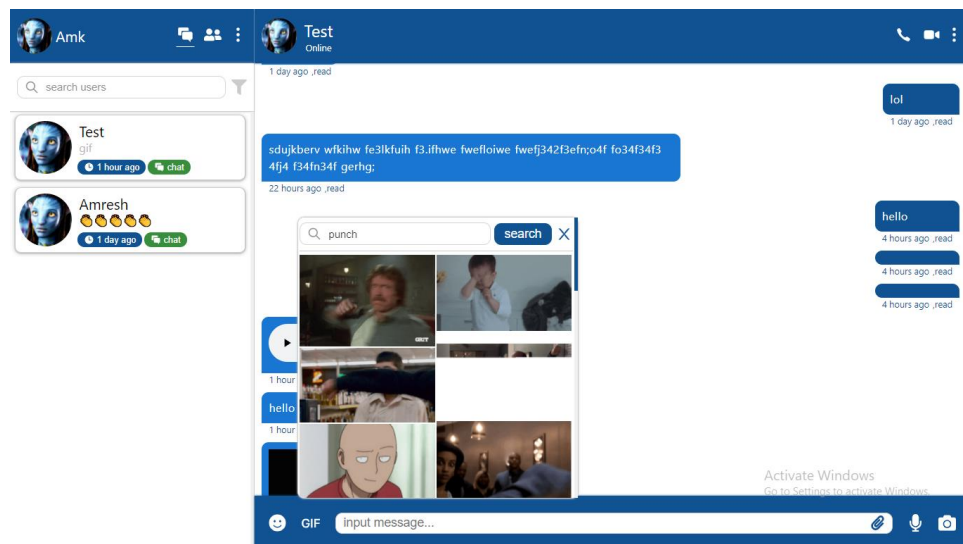 Amk
search users
Test
gif
1 hour ago
chat
Amresh
1 day ago
chat
Test
Online
1 day ago ,read
lol
1 day ago ,read
sdujkberv wfkihw fe3lkfuih f3.ifhwe fwefloiwe fwefj342f3efn;o4f fo34f34f3
4fj4 f34fn34f gerhg;
22 hours ago ,read
hello
4 hours ago ,read
4 hours ago ,read
4 hours ago ,read
punch
search
X
1 hour
hello
1 hour
Activate Windows
Go to Settings to activate Windows.
GIF
input message...